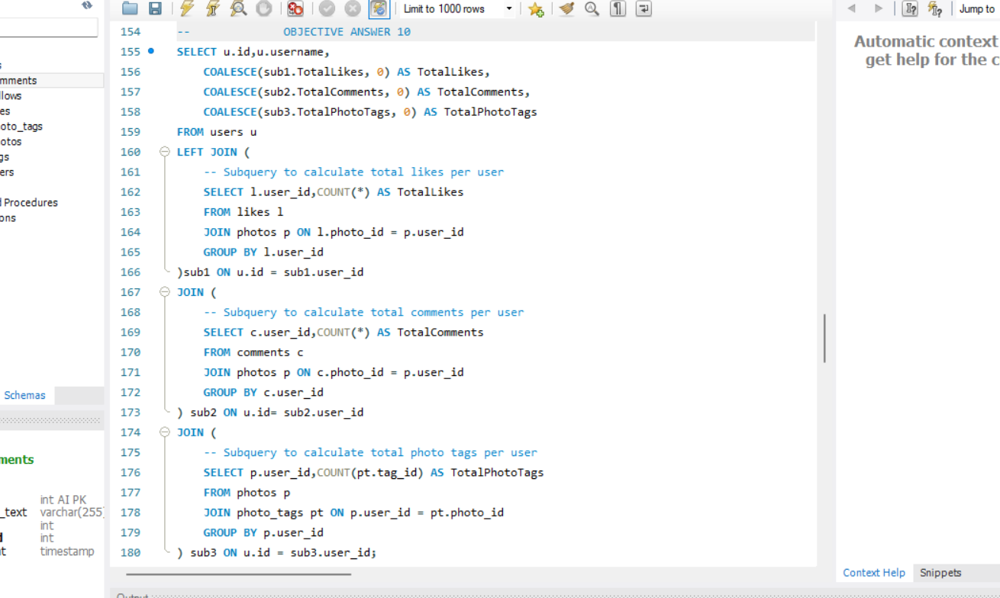 Limit to 1000 rows
Jump to
154 -- OBJECTIVE ANSWER 10
155 SELECT u.id,u.username,
156 COALESCE(sub1.TotalLikes, 0) AS TotalLikes,
157 COALESCE(sub2.TotalComments, 0) AS TotalComments,
158 COALESCE(sub3.TotalPhotoTags, 0) AS TotalPhotoTags
159 FROM users u
160 LEFT JOIN (
161 -- Subquery to calculate total likes per user
162 SELECT l.user_id,COUNT(*) AS TotalLikes
163 FROM likes l
164 JOIN photos p ON l.photo_id = p.user_id
165 GROUP BY l.user_id
166 )sub1 ON u.id = sub1.user_id
167 JOIN (
168 -- Subquery to calculate total comments per user
169 SELECT c.user_id,COUNT(*) AS TotalComments
170 FROM comments c
171 JOIN photos p ON c.photo_id = p.user_id
172 GROUP BY c.user_id
173 ) sub2 ON u.id= sub2.user_id
174 JOIN (
175 -- Subquery to calculate total photo tags per user
176 SELECT p.user_id,COUNT(pt.tag_id) AS TotalPhotoTags
177 FROM photos p
178 JOIN photo_tags pt ON p.user_id = pt.photo_id
179 GROUP BY p.user_id
180 ) sub3 ON u.id = sub3.user_id;
mments
llows
es
oto_tags
otos
gs
ers
Procedures
ons
Schemas
ments
int AI PK
_text varchar(255)
int
int
timestamp
Automatic context
get help for the c
Context Help
Snippets